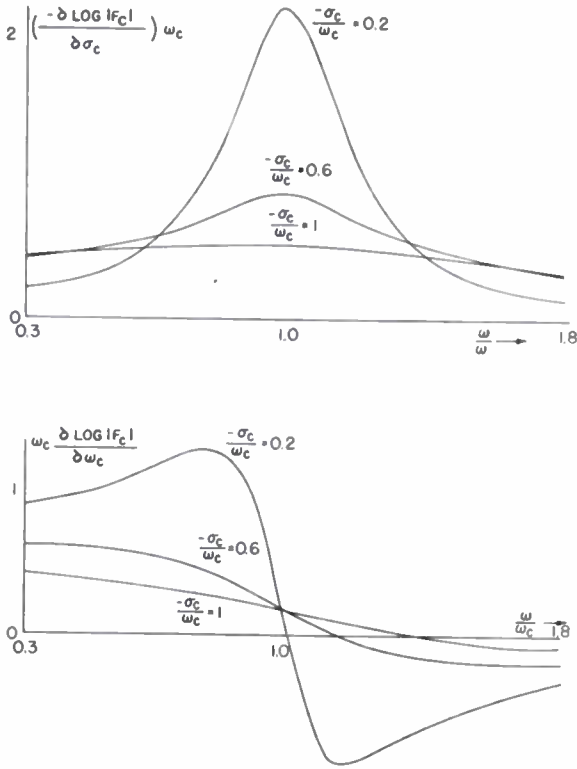 2 (-∂ LOG |F_C| / ∂σ_C) ω_C
-σ_C/ω_C = 0.2
-σ_C/ω_C = 0.6
-σ_C/ω_C = 1
0
0.3 1.0 ω/ω → 1.8
ω_C ∂ LOG |F_C| / ∂ω_C
-σ_C/ω_C = 0.2
1
-σ_C/ω_C = 0.6
-σ_C/ω_C = 1
0
0.3 1.0 ω/ω_C → 1.8